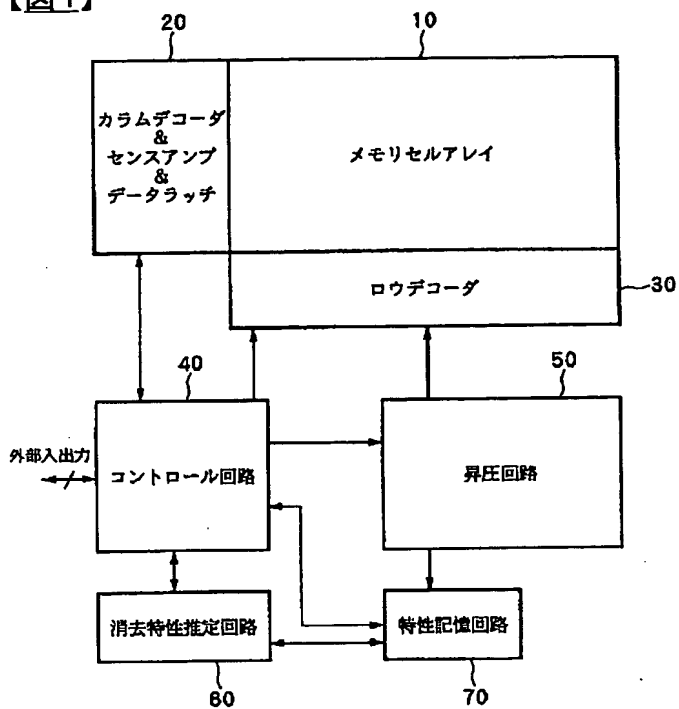 【図1】
20
10
カラムデコーダ
&
センスアンプ
&
データラッチ
メモリセルアレイ
ロウデコーダ
30
40
50
外部入出力
コントロール回路
昇圧回路
消去特性推定回路
特性記憶回路
60
70